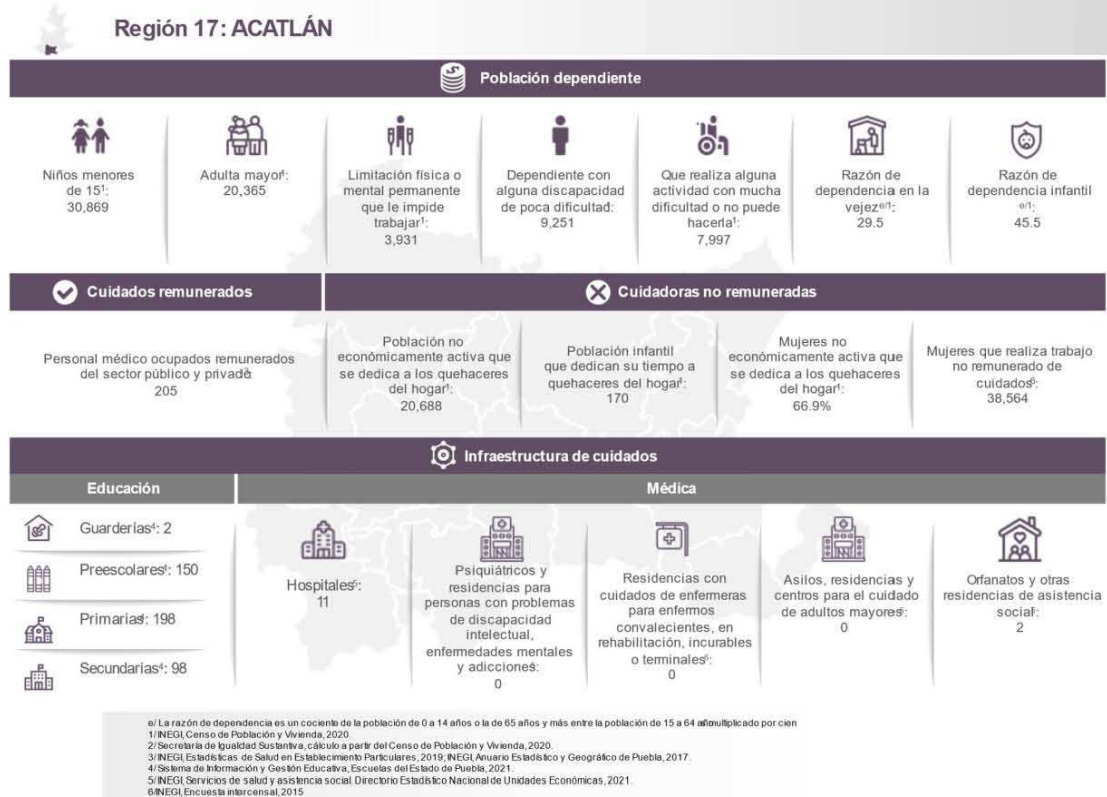 Región 17: ACATLÁN
Población dependiente
Niños menores
de 15¹:
30,869
Adulta mayor¹:
20,365
Limitación física o
mental permanente
que le impide
trabajar¹:
3,931
Dependiente con
alguna discapacidad
de poca dificultad:
9,251
Que realiza alguna
actividad con mucha
dificultad o no puede
hacerla¹:
7,997
Razón de
dependencia en la
vejez e/1:
29.5
Razón de
dependencia infantil
e/1:
45.5
Cuidados remunerados
Cuidadoras no remuneradas
Personal médico ocupados remunerados
del sector público y privado³:
205
Población no
económicamente activa que
se dedica a los quehaceres
del hogar¹:
20,688
Población infantil
que dedican su tiempo a
quehaceres del hogar¹:
170
Mujeres no
económicamente activa que
se dedica a los quehaceres
del hogar¹:
66.9%
Mujeres que realiza trabajo
no remunerado de
cuidados⁶:
38,564
Infraestructura de cuidados
Educación
Médica
Guarderías⁴: 2
Preescolares⁴: 150
Primarias⁴: 198
Secundarias⁴: 98
Hospitales⁵:
11
Psiquiátricos y
residencias para
personas con problemas
de discapacidad
intelectual,
enfermedades mentales
y adicciones⁵:
0
Residencias con
cuidados de enfermeras
para enfermos
convalecientes, en
rehabilitación, incurables
o terminales⁵:
0
Asilos, residencias y
centros para el cuidado
de adultos mayores⁵:
0
Orfanatos y otras
residencias de asistencia
social⁵:
2
e/ La razón de dependencia es un cociente de la población de 0 a 14 años o la de 65 años y más entre la población de 15 a 64 años multiplicado por cien
1/ INEGI, Censo de Población y Vivienda, 2020.
2/ Secretaría de Igualdad Sustantiva, cálculo a partir del Censo de Población y Vivienda, 2020.
3/ INEGI, Estadísticas de Salud en Establecimiento Particulares, 2019; INEGI, Anuario Estadístico y Geográfico de Puebla, 2017.
4/ Sistema de Información y Gestión Educativa, Escuelas del Estado de Puebla, 2021.
5/ INEGI, Servicios de salud y asistencia social. Directorio Estadístico Nacional de Unidades Económicas, 2021.
6/ INEGI, Encuesta intercensal, 2015